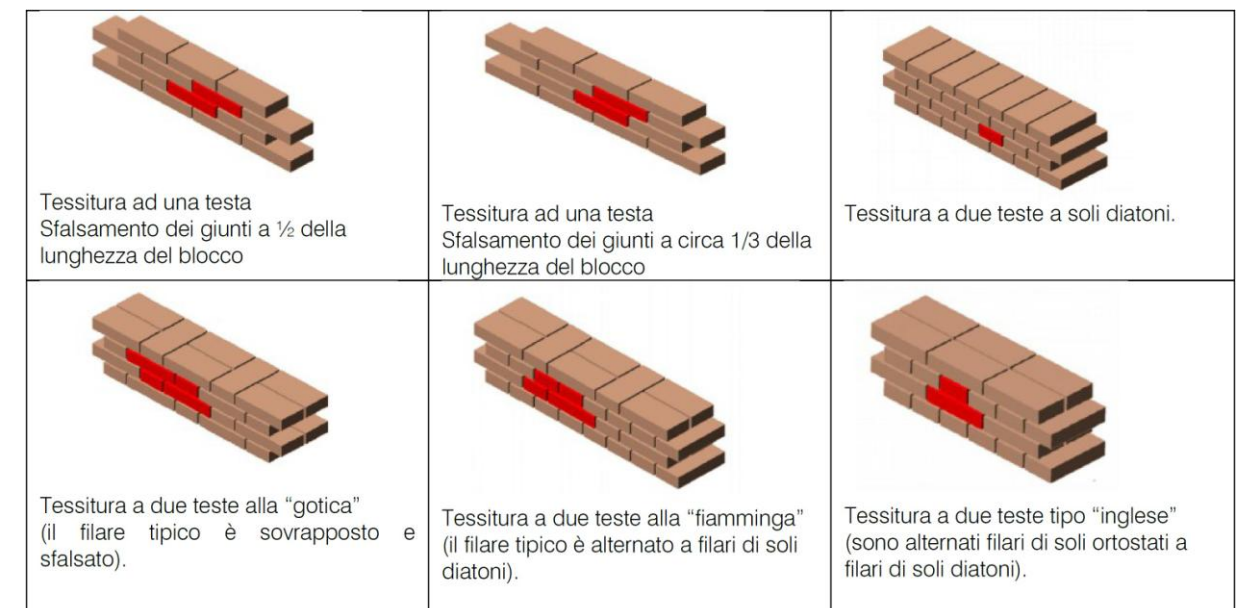 Tessitura ad una testa
Sfalsamento dei giunti a ½ della
lunghezza del blocco
Tessitura ad una testa
Sfalsamento dei giunti a circa 1/3 della
lunghezza del blocco
Tessitura a due teste a soli diatoni.
Tessitura a due teste alla “gotica”
(il filare tipico è sovrapposto e
sfalsato).
Tessitura a due teste alla “fiamminga”
(il filare tipico è alternato a filari di soli
diatoni).
Tessitura a due teste tipo “inglese”
(sono alternati filari di soli ortostati a
filari di soli diatoni).